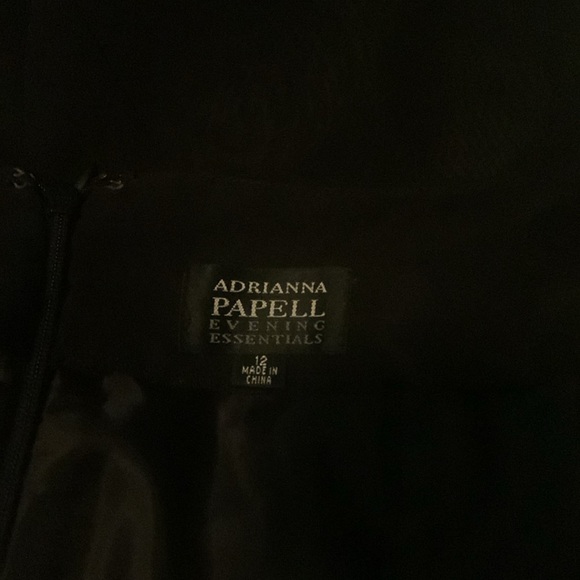 ADRIANNA
PAPELL
EVENING
ESSENTIALS
12
MADE IN
CHINA